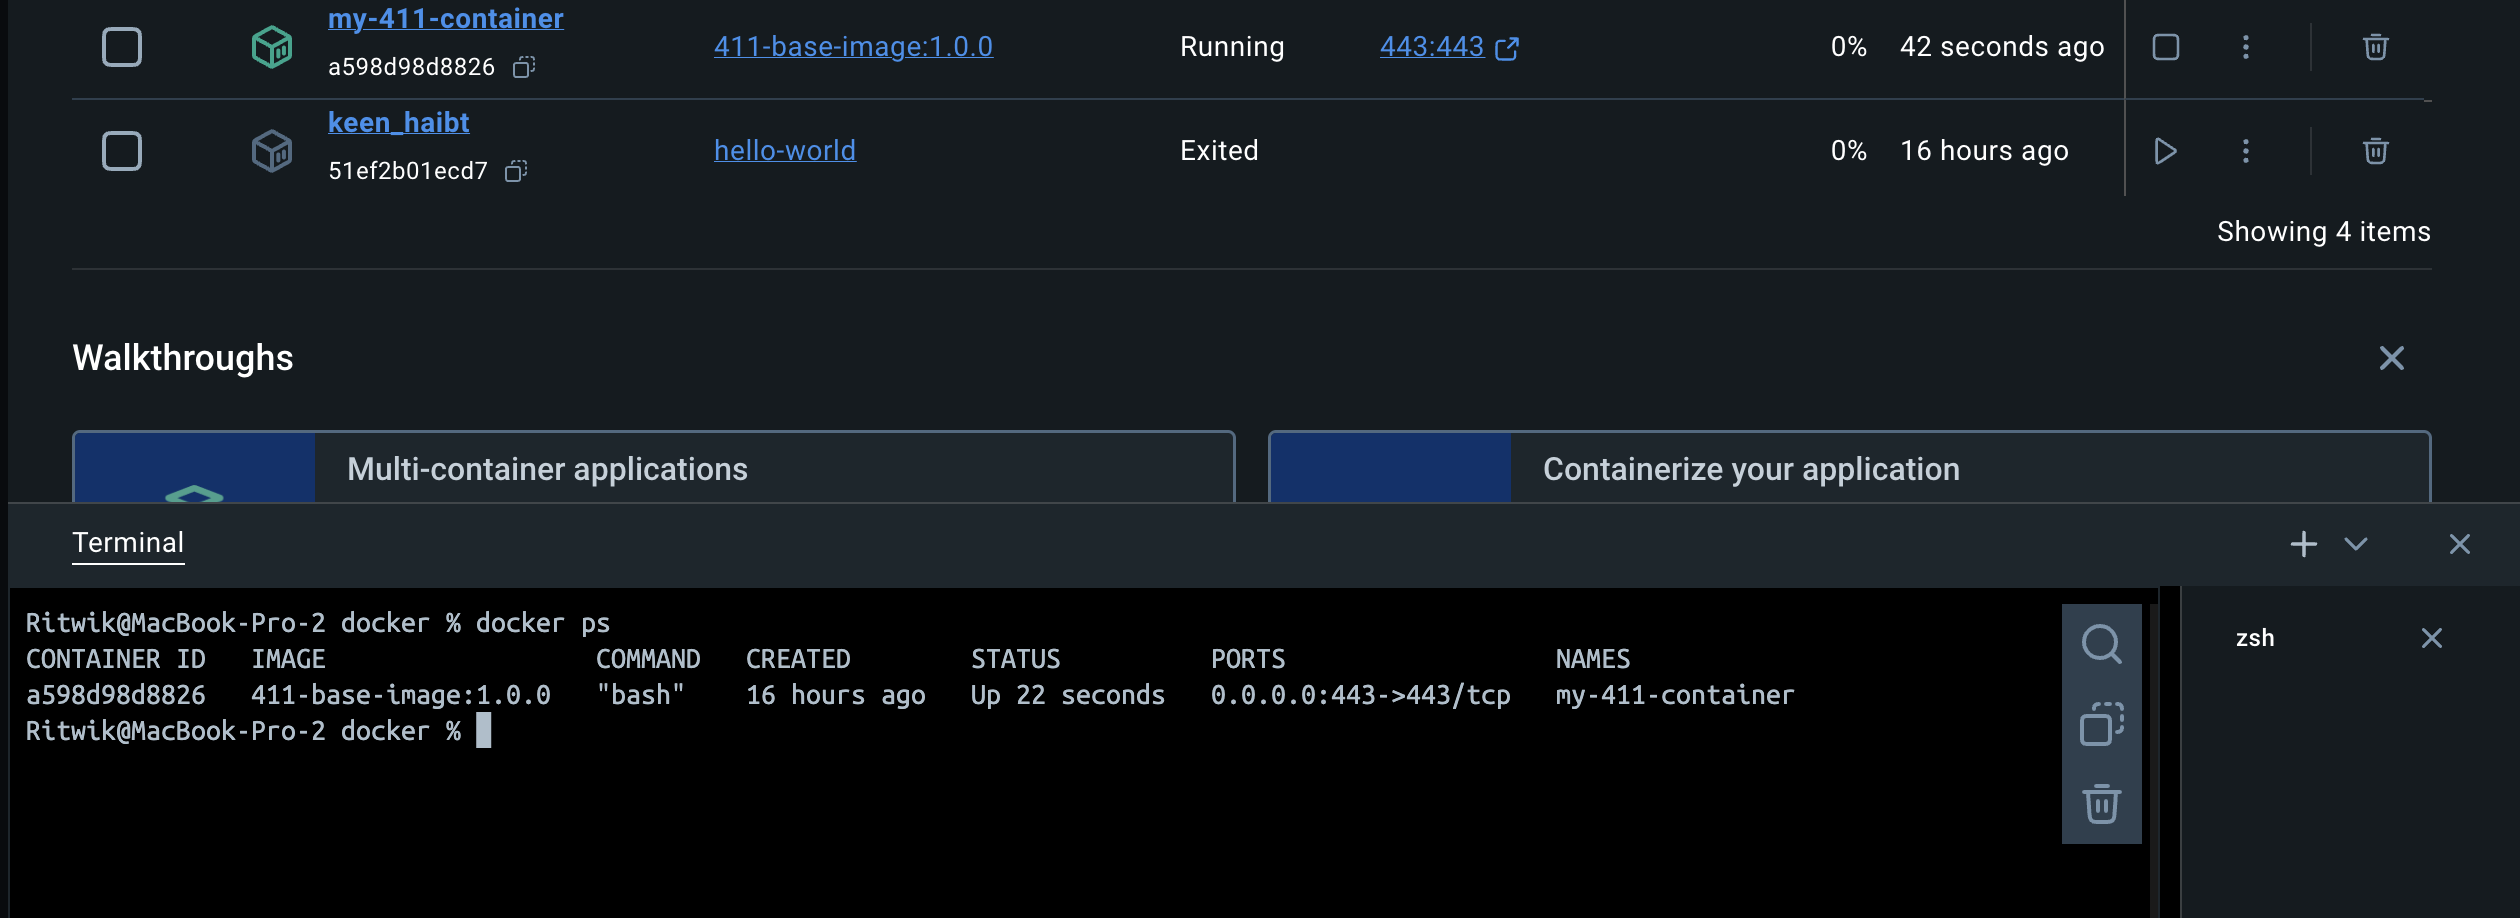 my-411-container
a598d98d8826
411-base-image:1.0.0
Running
443:443
0%
42 seconds ago
keen_haibt
51ef2b01ecd7
hello-world
Exited
0%
16 hours ago
Showing 4 items
Walkthroughs
Multi-container applications
Containerize your application
Terminal
Ritwik@MacBook-Pro-2 docker % docker ps
CONTAINER ID   IMAGE                  COMMAND   CREATED        STATUS          PORTS                  NAMES
a598d98d8826   411-base-image:1.0.0   "bash"    16 hours ago   Up 22 seconds   0.0.0.0:443->443/tcp   my-411-container
Ritwik@MacBook-Pro-2 docker %
zsh